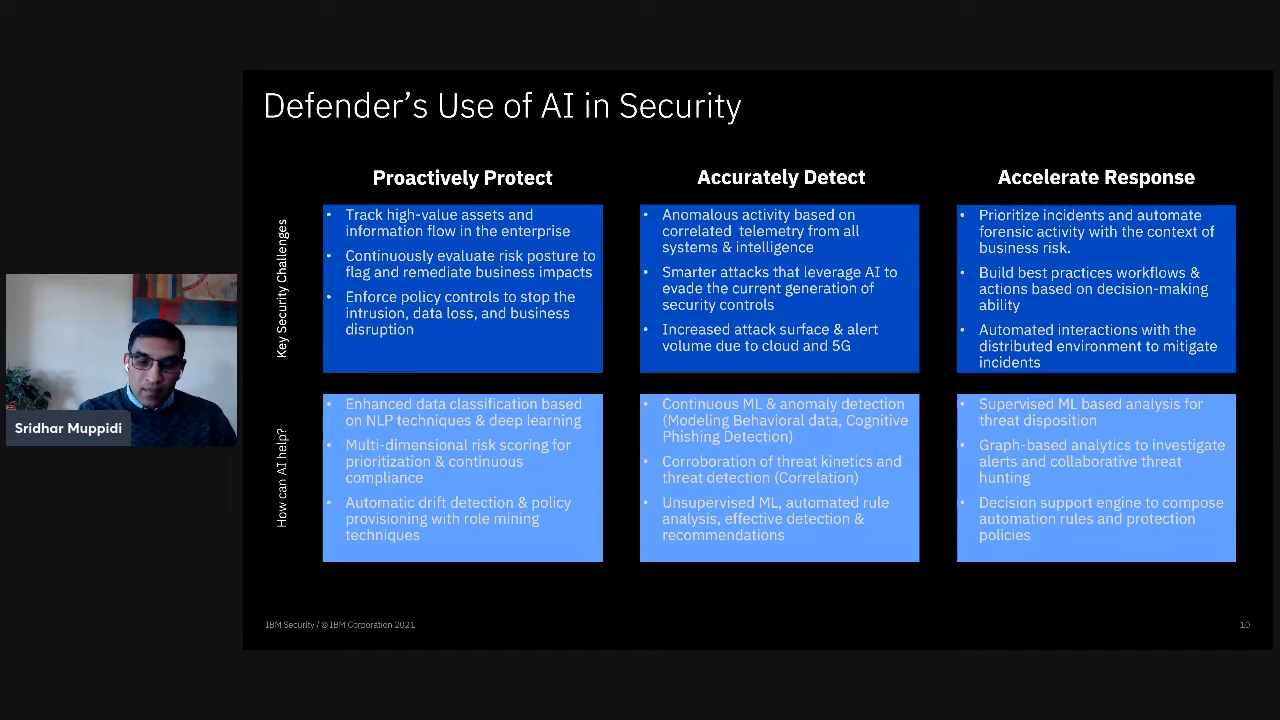 Defender's Use of AI in Security
Proactively Protect
Accurately Detect
Accelerate Response
Key Security Challenges
• Track high-value assets and
information flow in the enterprise
• Continuously evaluate risk posture to
flag and remediate business impacts
• Enforce policy controls to stop the
intrusion, data loss, and business
disruption
• Anomalous activity based on
correlated telemetry from all
systems & intelligence
• Smarter attacks that leverage AI to
evade the current generation of
security controls
• Increased attack surface & alert
volume due to cloud and 5G
• Prioritize incidents and automate
forensic activity with the context of
business risk.
• Build best practices workflows &
actions based on decision-making
ability
• Automated interactions with the
distributed environment to mitigate
incidents
How can AI help?
• Enhanced data classification based
on NLP techniques & deep learning
• Multi-dimensional risk scoring for
prioritization & continuous
compliance
• Automatic drift detection & policy
provisioning with role mining
techniques
• Continuous ML & anomaly detection
(Modeling Behavioral data, Cognitive
Phishing Detection)
• Corroboration of threat kinetics and
threat detection (Correlation)
• Unsupervised ML, automated rule
analysis, effective detection &
recommendations
• Supervised ML based analysis for
threat disposition
• Graph-based analytics to investigate
alerts and collaborative threat
hunting
• Decision support engine to compose
automation rules and protection
policies
Sridhar Muppidi
IBM Security / © IBM Corporation 2021
10